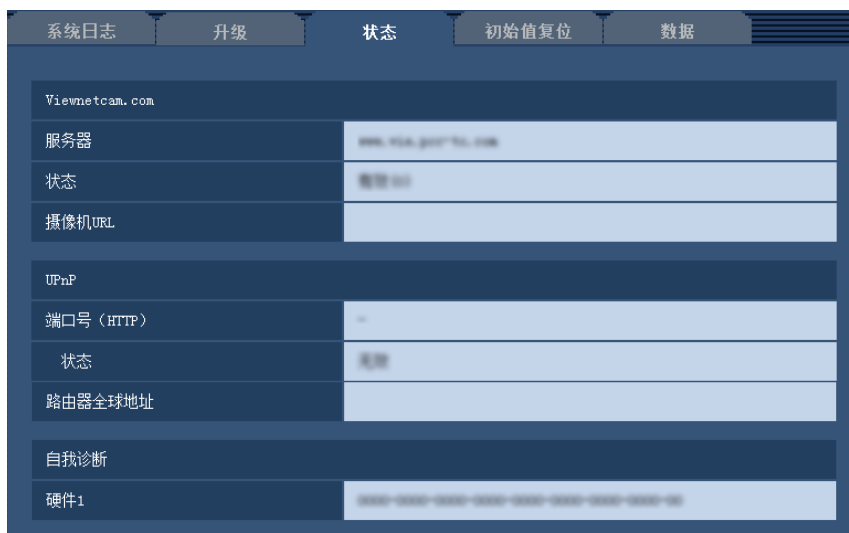 系统日志 升级 状态 初始值复位 数据
Viewnetcam.com
服务器
状态
摄像机URL
UPnP
端口号（HTTP） -
状态
路由器全球地址
自我诊断
硬件1